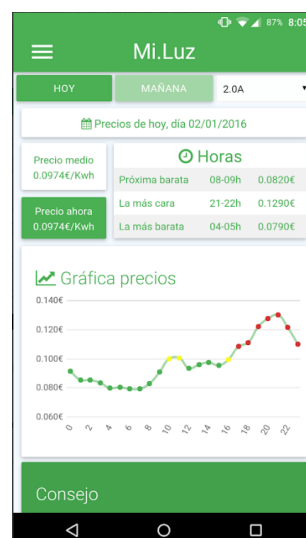 87% 8:05
Mi.Luz
HOY MAÑANA 2.0A
Precios de hoy, día 02/01/2016
Precio medio
0.0974€/Kwh
Precio ahora
0.0974€/Kwh
Horas
Próxima barata 08-09h 0.0820€
La más cara 21-22h 0.1290€
La más barata 04-05h 0.0790€
Gráfica precios
0.140€
0.120€
0.100€
0.080€
0.060€
0 2 4 6 8 10 12 14 16 18 20 22
Consejo